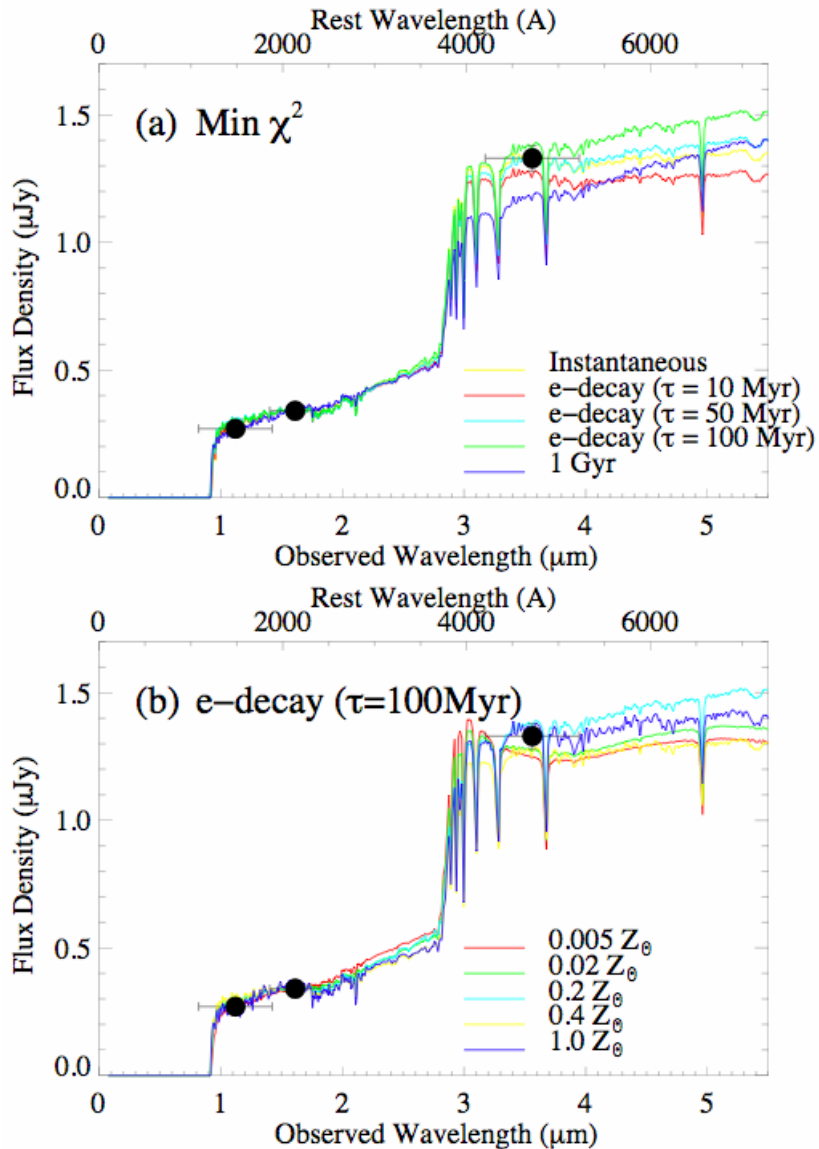 Rest Wavelength (A)
0 2000 4000 6000
(a) Min χ²
1.5
1.0
0.5
0.0
Flux Density (μJy)
Instantaneous
e-decay (τ = 10 Myr)
e-decay (τ = 50 Myr)
e-decay (τ = 100 Myr)
1 Gyr
0 1 2 3 4 5
Observed Wavelength (μm)
Rest Wavelength (A)
0 2000 4000 6000
(b) e-decay (τ=100Myr)
1.5
1.0
0.5
0.0
Flux Density (μJy)
0.005 Z⊙
0.02 Z⊙
0.2 Z⊙
0.4 Z⊙
1.0 Z⊙
0 1 2 3 4 5
Observed Wavelength (μm)